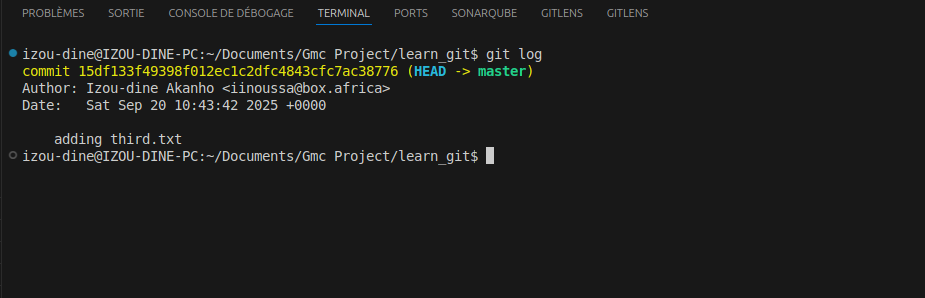 PROBLÈMES SORTIE CONSOLE DE DÉBOGAGE TERMINAL PORTS SONARQUBE GITLENS GITLENS
izou-dine@IZOU-DINE-PC:~/Documents/Gmc Project/learn_git$ git log
commit 15df133f49398f012ec1c2dfc4843cfc7ac38776 (HEAD -> master)
Author: Izou-dine Akanho <iinoussa@box.africa>
Date:   Sat Sep 20 10:43:42 2025 +0000
    adding third.txt
izou-dine@IZOU-DINE-PC:~/Documents/Gmc Project/learn_git$